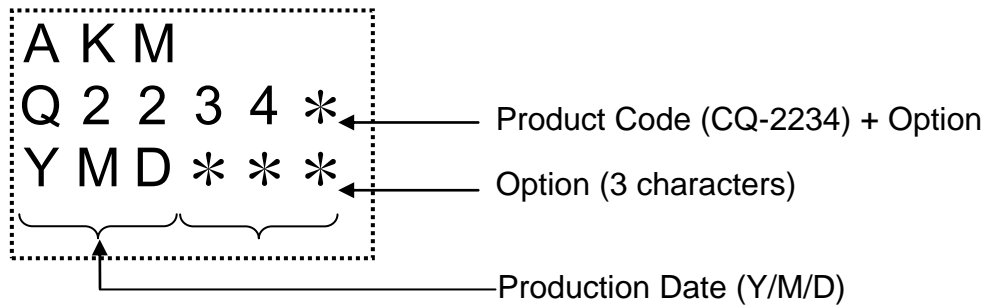 A K M
Q 2 2 3 4 *
Product Code (CQ-2234) + Option
Y M D * * *
Option (3 characters)
Production Date (Y/M/D)